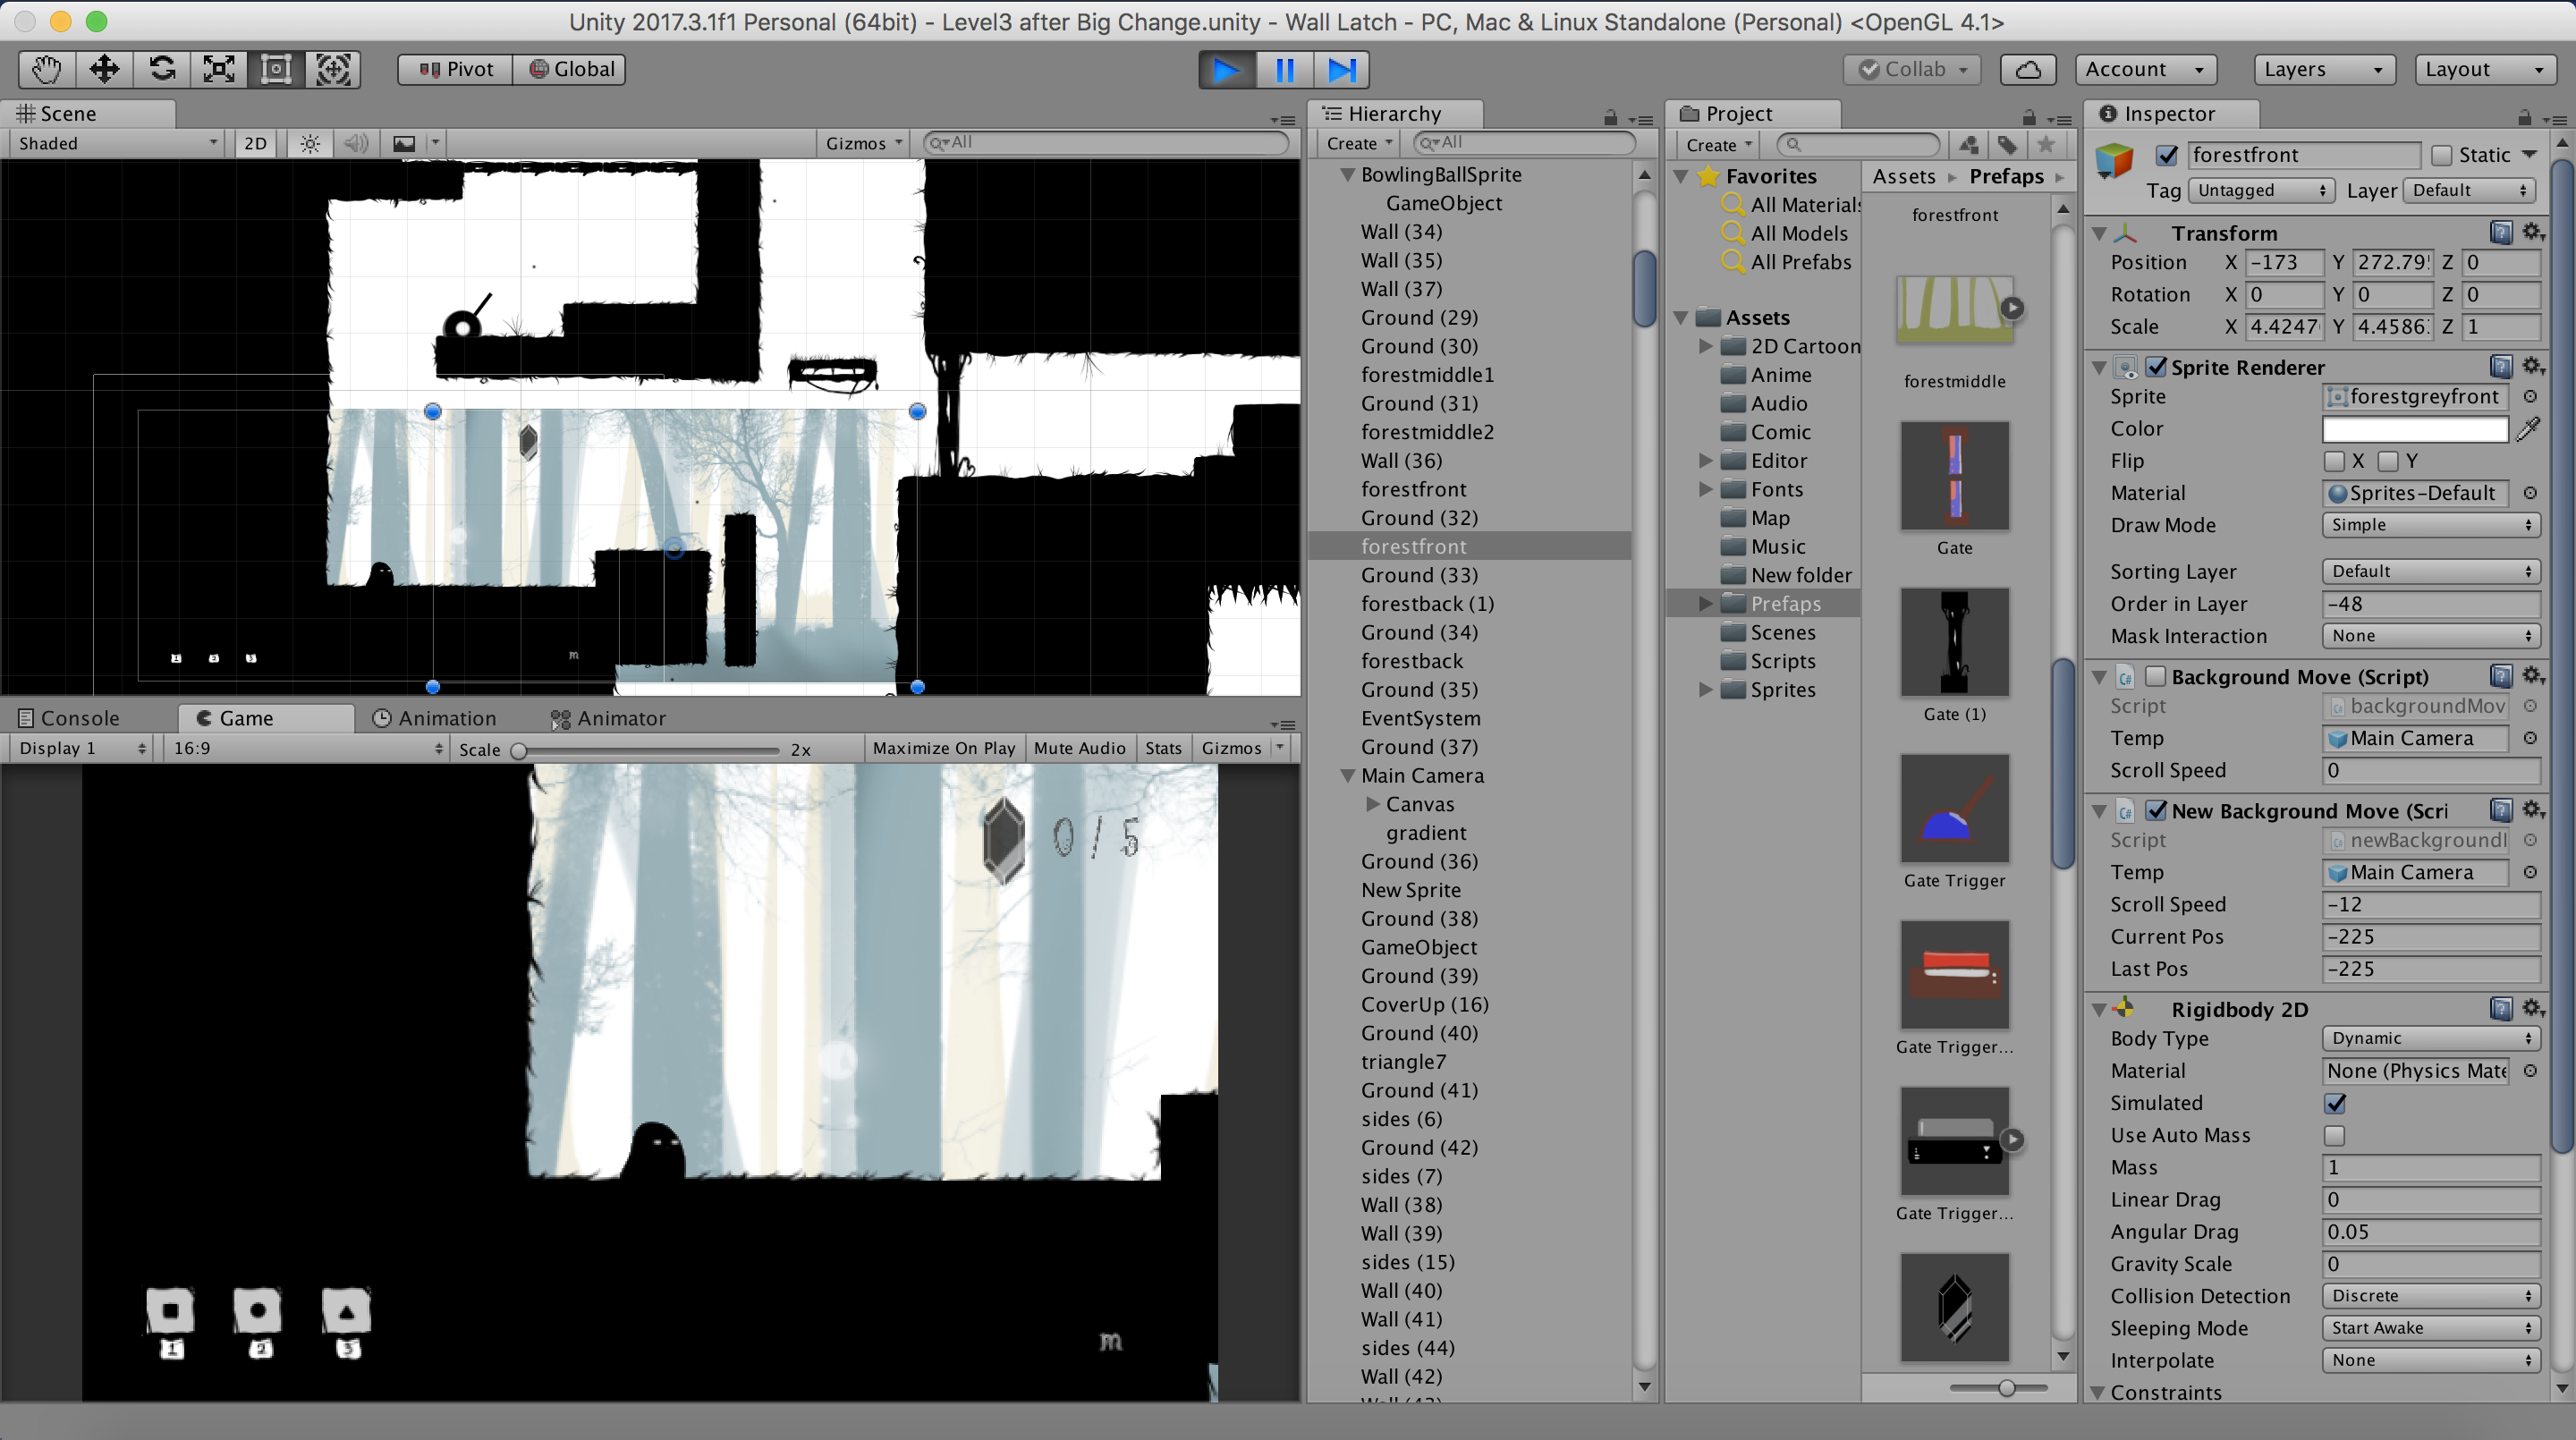 Unity 2017.3.1f1 Personal (64bit) - Level3 after Big Change.unity - Wall Latch - PC, Mac & Linux Standalone (Personal) <OpenGL 4.1>
Pivot Global Collab Account Layers Layout
Scene
Shaded 2D Gizmos All
1 2 3
m
Console Game Animation Animator
Display 1 16:9 Scale 2x Maximize On Play Mute Audio Stats Gizmos
0 / 5
1 2 3
m
Hierarchy
Create All
BowlingBallSprite
GameObject
Wall (34)
Wall (35)
Wall (37)
Ground (29)
Ground (30)
forestmiddle1
Ground (31)
forestmiddle2
Wall (36)
forestfront
Ground (32)
forestfront
Ground (33)
forestback (1)
Ground (34)
forestback
Ground (35)
EventSystem
Ground (37)
Main Camera
Canvas
gradient
Ground (36)
New Sprite
Ground (38)
GameObject
Ground (39)
CoverUp (16)
Ground (40)
triangle7
Ground (41)
sides (6)
Ground (42)
sides (7)
Wall (38)
Wall (39)
sides (15)
Wall (40)
Wall (41)
sides (44)
Wall (42)
Project
Create
Favorites
All Materials
All Models
All Prefabs
Assets
2D Cartoon
Anime
Audio
Comic
Editor
Fonts
Map
Music
New folder
Prefaps
Scenes
Scripts
Sprites
Assets Prefaps
forestfront
forestmiddle
Gate
Gate (1)
Gate Trigger
Gate Trigger...
Gate Trigger...
Inspector
forestfront Static
Tag Untagged Layer Default
Transform
Position X -173 Y 272.79 Z 0
Rotation X 0 Y 0 Z 0
Scale X 4.4247 Y 4.4586 Z 1
Sprite Renderer
Sprite forestgreyfront
Color
Flip X Y
Material Sprites-Default
Draw Mode Simple
Sorting Layer Default
Order in Layer -48
Mask Interaction None
Background Move (Script)
Script backgroundMov
Temp Main Camera
Scroll Speed 0
New Background Move (Scri
Script newBackground
Temp Main Camera
Scroll Speed -12
Current Pos -225
Last Pos -225
Rigidbody 2D
Body Type Dynamic
Material None (Physics Mate
Simulated
Use Auto Mass
Mass 1
Linear Drag 0
Angular Drag 0.05
Gravity Scale 0
Collision Detection Discrete
Sleeping Mode Start Awake
Interpolate None
Constraints